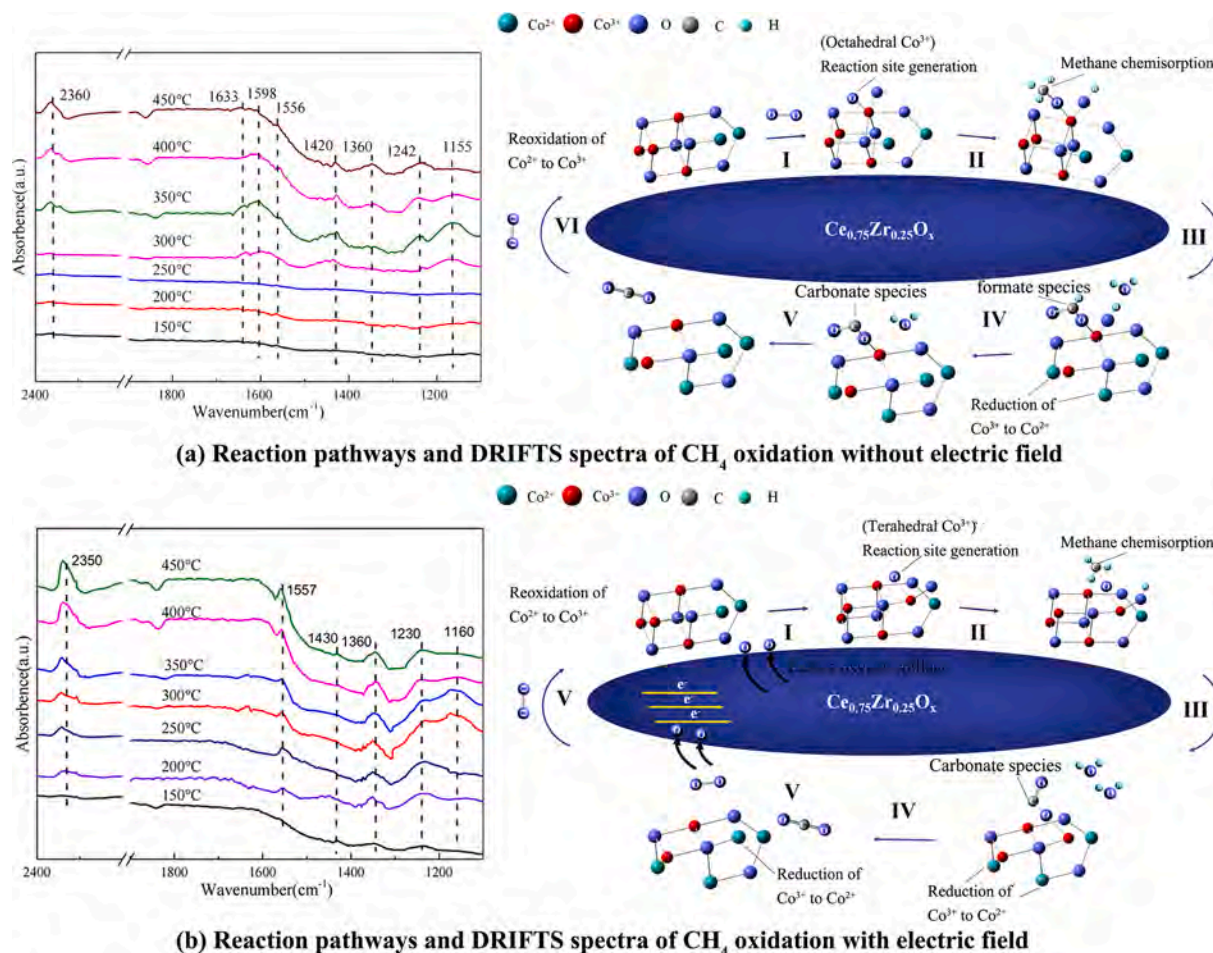 Co²⁺ Co³⁺ O C H
2360
450°C
1633
1598
1556
400°C
1420
1360
1242
1155
350°C
300°C
250°C
200°C
150°C
Absorbence(a.u.)
2400 1800 1600 1400 1200
Wavenumber(cm⁻¹)
(Octahedral Co³⁺)
Reaction site generation
Methane chemisorption
Reoxidation of
Co²⁺ to Co³⁺
I
II
III
VI
Ce₀.₇₅Zr₀.₂₅Oₓ
Carbonate species
formate species
V
IV
Reduction of
Co³⁺ to Co²⁺
(a) Reaction pathways and DRIFTS spectra of CH₄ oxidation without electric field
Co²⁺ Co³⁺ O C H
2350
450°C
1557
400°C
1430
1360
1230
1160
350°C
300°C
250°C
200°C
150°C
Absorbence(a.u.)
2400 1800 1600 1400 1200
Wavenumber(cm⁻¹)
(Terahedral Co³⁺)
Reaction site generation
Methane chemisorption
Reoxidation of
Co²⁺ to Co³⁺
I
II
III
V
e⁻
e⁻
e⁻
Ce₀.₇₅Zr₀.₂₅Oₓ
Carbonate species
V
IV
Reduction of
Co³⁺ to Co²⁺
Reduction of
Co³⁺ to Co²⁺
(b) Reaction pathways and DRIFTS spectra of CH₄ oxidation with electric field